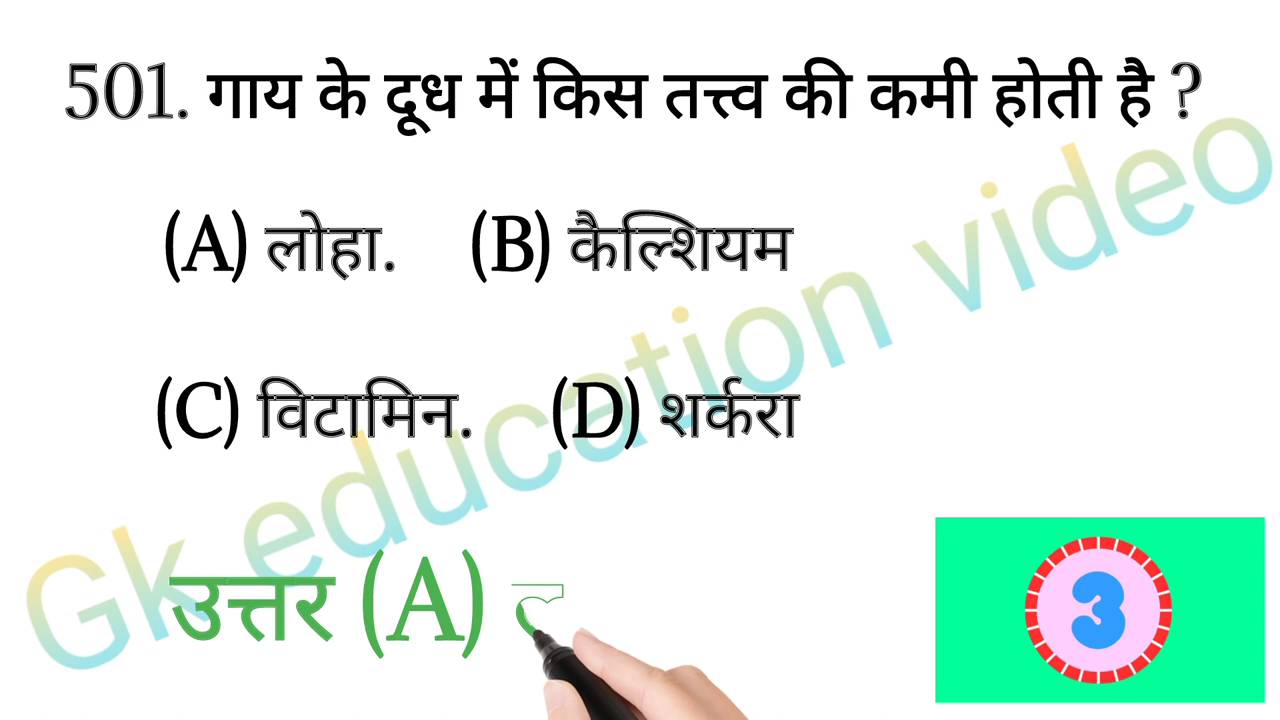 501. गाय के दूध में किस तत्त्व की कमी होती है ?
(A) लोहा. (B) कैल्शियम
(C) विटामिन. (D) शर्करा
Gk education video
उत्तर (A)
3